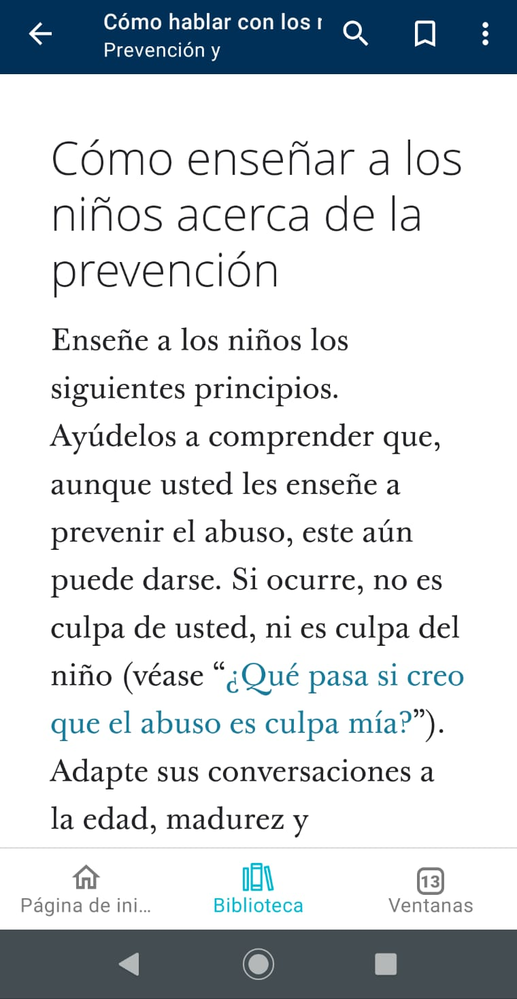 Cómo hablar con los
Prevención y
Cómo enseñar a los
niños acerca de la
prevención
Enseñe a los niños los
siguientes principios.
Ayúdelos a comprender que,
aunque usted les enseñe a
prevenir el abuso, este aún
puede darse. Si ocurre, no es
culpa de usted, ni es culpa del
niño (véase “¿Qué pasa si creo
que el abuso es culpa mía?”).
Adapte sus conversaciones a
la edad, madurez y
13
Página de ini... Biblioteca Ventanas